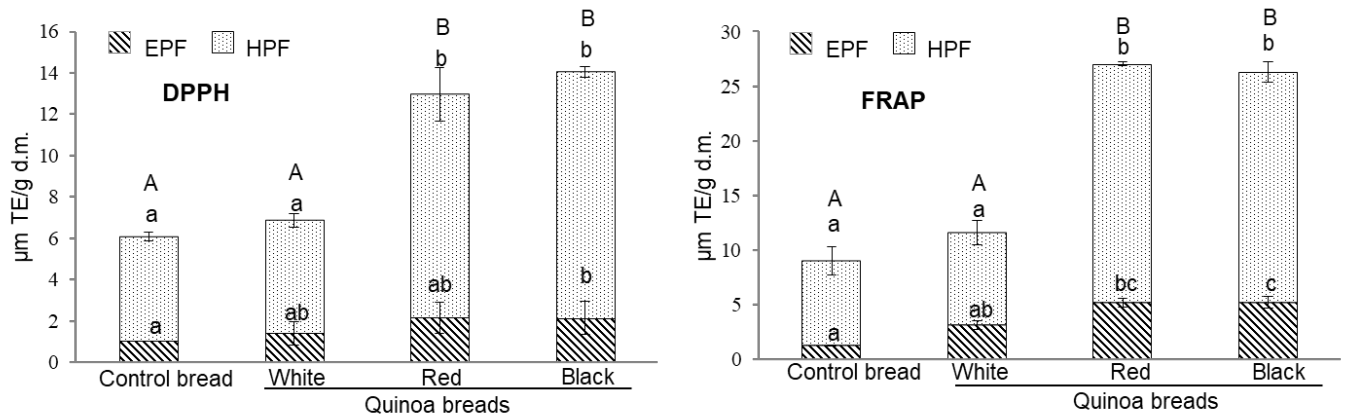 EPF HPF
DPPH
µm TE/g d.m.
16
14
12
10
8
6
4
2
0
A
a
a
A
a
ab
B
b
ab
B
b
b
Control bread White Red Black
Quinoa breads
EPF HPF
FRAP
µm TE/g d.m.
30
25
20
15
10
5
0
A
a
a
A
a
ab
B
b
bc
B
b
c
Control bread White Red Black
Quinoa breads